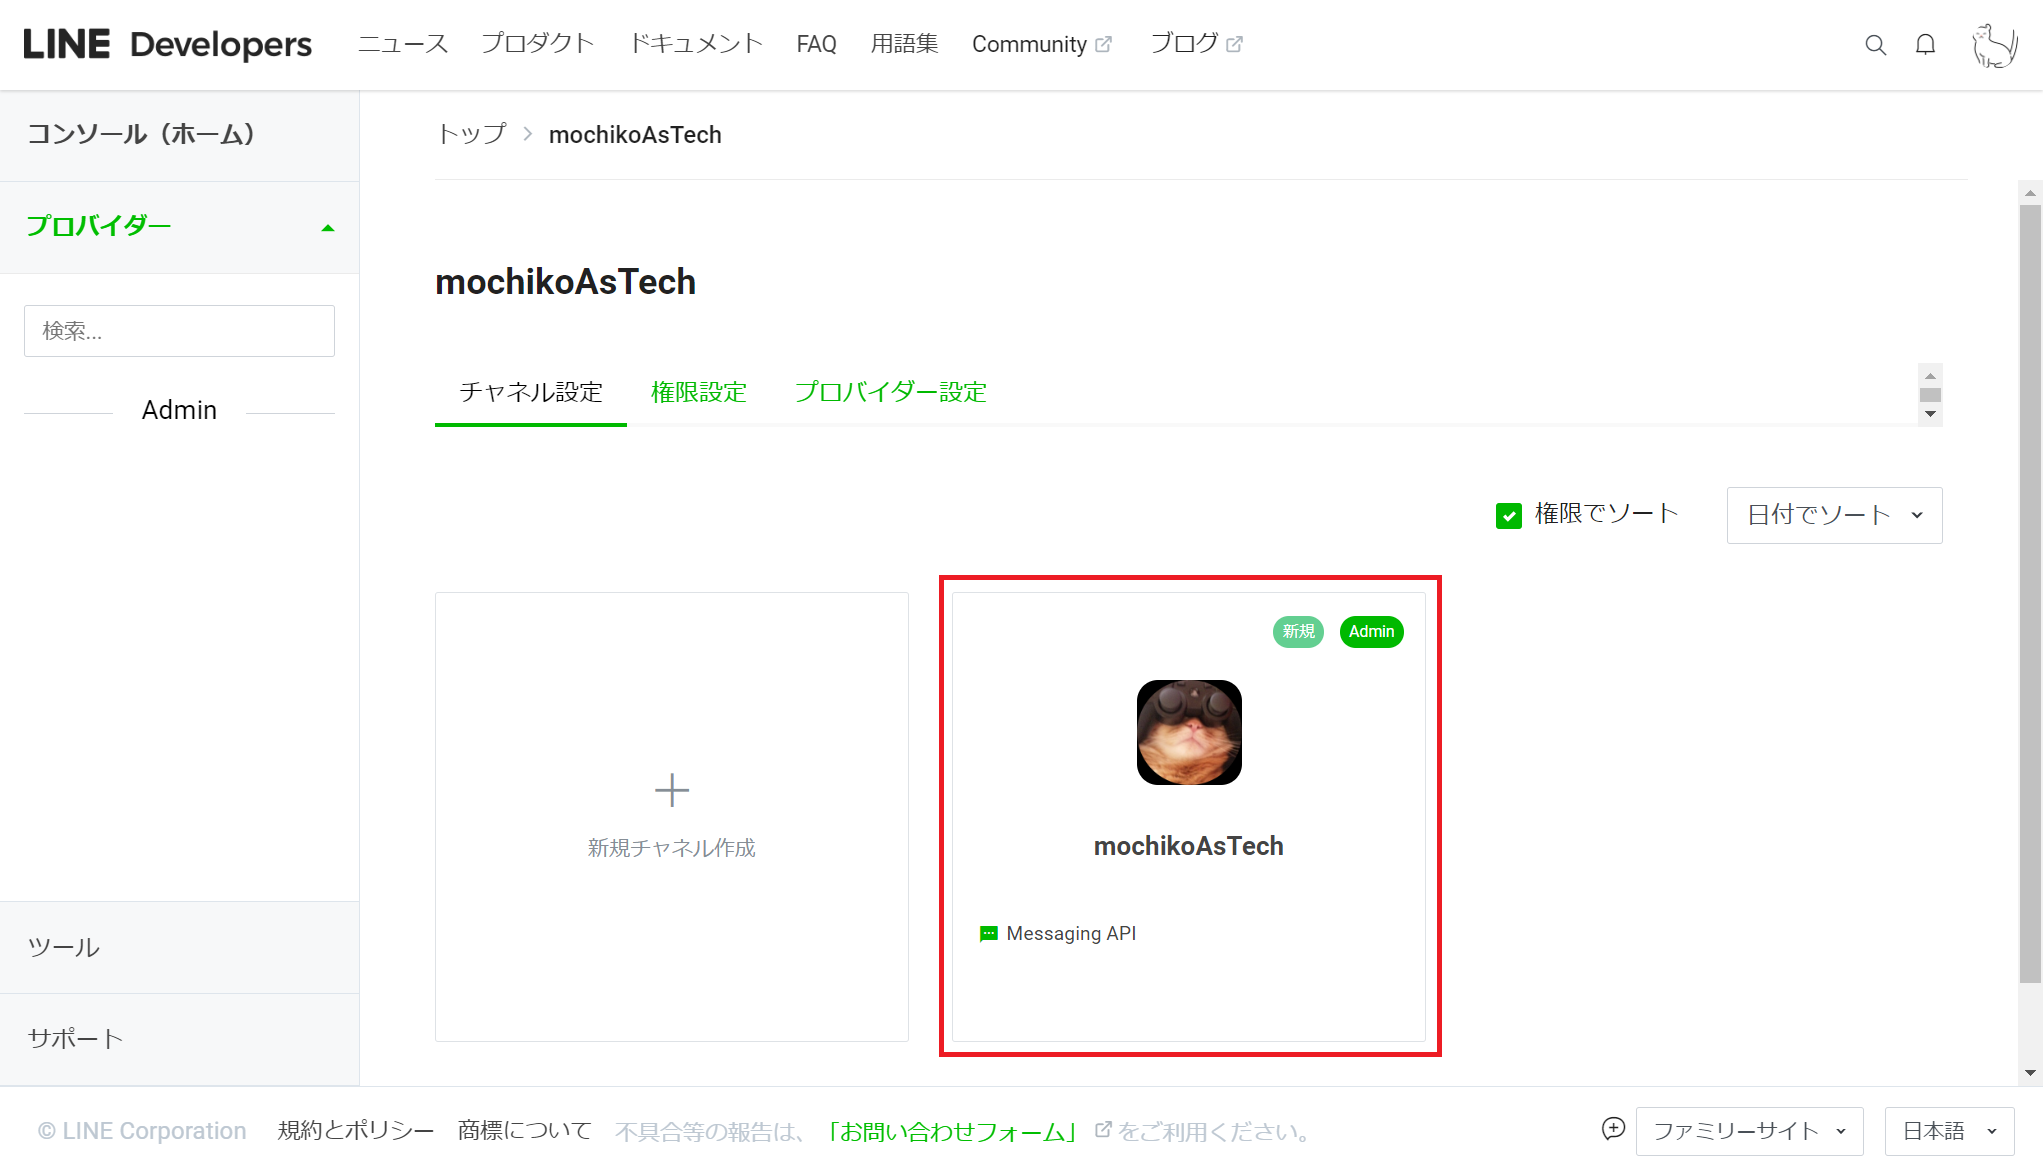 LINE Developers ニュース プロダクト ドキュメント FAQ 用語集 Community ブログ
コンソール（ホーム）
トップ > mochikoAsTech
プロバイダー
mochikoAsTech
検索...
チャネル設定 権限設定 プロバイダー設定
Admin
権限でソート 日付でソート
新規 Admin
新規チャネル作成
mochikoAsTech
Messaging API
ツール
サポート
© LINE Corporation 規約とポリシー 商標について 不具合等の報告は、「お問い合わせフォーム」をご利用ください。 ファミリーサイト 日本語